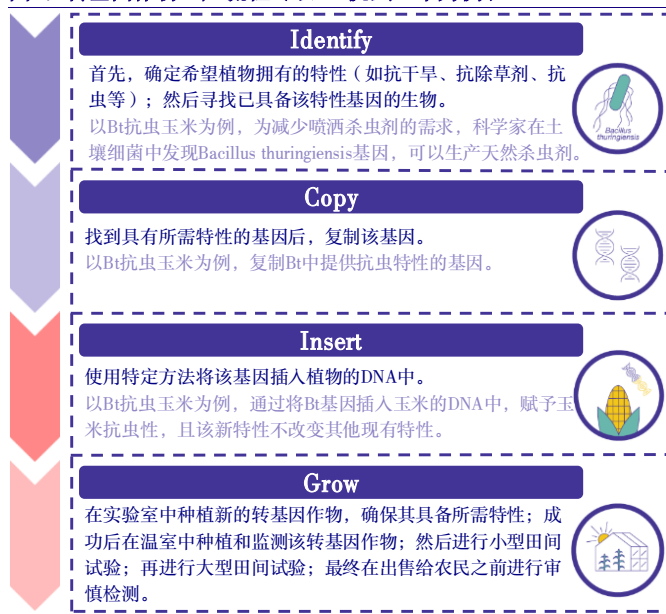 Identify
首先，确定希望植物拥有的特性（如抗干旱、抗除草剂、抗
虫等）；然后寻找已具备该特性基因的生物。
以Bt抗虫玉米为例，为减少喷洒杀虫剂的需求，科学家在土
壤细菌中发现Bacillus thuringiensis基因，可以生产天然杀虫剂。
Bacillus
thuringiensis
Copy
找到具有所需特性的基因后，复制该基因。
以Bt抗虫玉米为例，复制Bt中提供抗虫特性的基因。
Insert
使用特定方法将该基因插入植物的DNA中。
以Bt抗虫玉米为例，通过将Bt基因插入玉米的DNA中，赋予玉
米抗虫性，且该新特性不改变其他现有特性。
Grow
在实验室中种植新的转基因作物，确保其具备所需特性；成
功后在温室中种植和监测该转基因作物；然后进行小型田间
试验；再进行大型田间试验；最终在出售给农民之前进行审
慎检测。